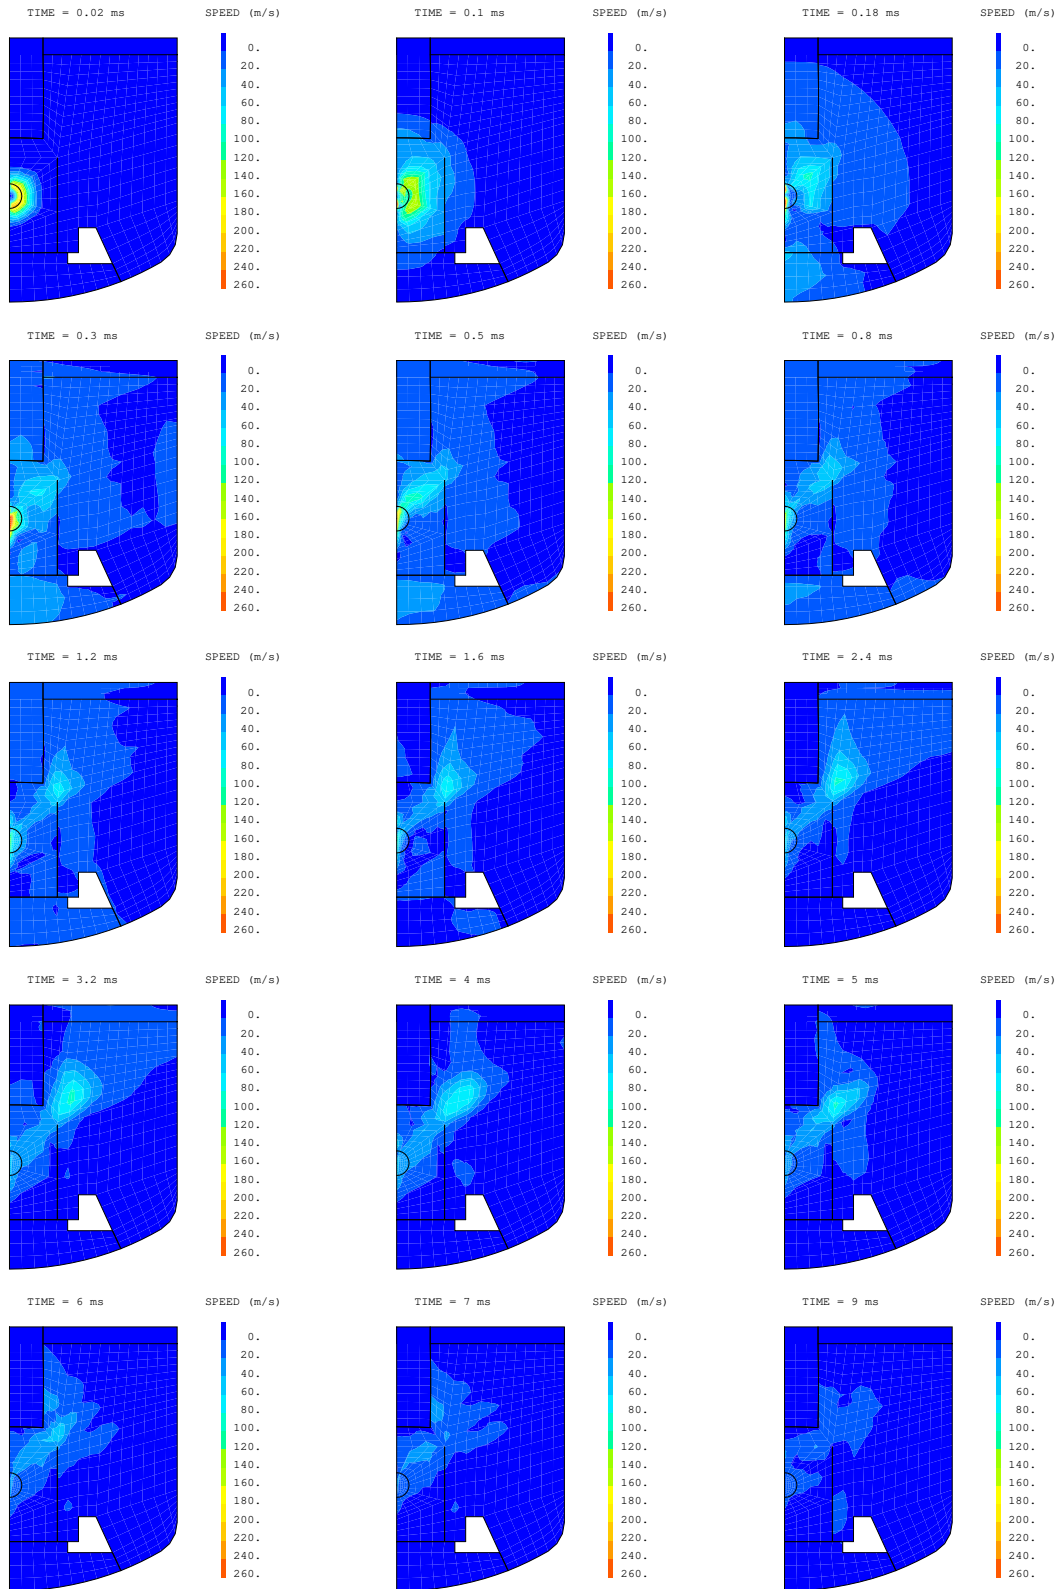 TIME = 0.02 ms SPEED (m/s) TIME = 0.1 ms SPEED (m/s) TIME = 0.18 ms SPEED (m/s)
0. 0. 0.
20. 20. 20.
40. 40. 40.
60. 60. 60.
80. 80. 80.
100. 100. 100.
120. 120. 120.
140. 140. 140.
160. 160. 160.
180. 180. 180.
200. 200. 200.
220. 220. 220.
240. 240. 240.
260. 260. 260.
TIME = 0.3 ms SPEED (m/s) TIME = 0.5 ms SPEED (m/s) TIME = 0.8 ms SPEED (m/s)
0. 0. 0.
20. 20. 20.
40. 40. 40.
60. 60. 60.
80. 80. 80.
100. 100. 100.
120. 120. 120.
140. 140. 140.
160. 160. 160.
180. 180. 180.
200. 200. 200.
220. 220. 220.
240. 240. 240.
260. 260. 260.
TIME = 1.2 ms SPEED (m/s) TIME = 1.6 ms SPEED (m/s) TIME = 2.4 ms SPEED (m/s)
0. 0. 0.
20. 20. 20.
40. 40. 40.
60. 60. 60.
80. 80. 80.
100. 100. 100.
120. 120. 120.
140. 140. 140.
160. 160. 160.
180. 180. 180.
200. 200. 200.
220. 220. 220.
240. 240. 240.
260. 260. 260.
TIME = 3.2 ms SPEED (m/s) TIME = 4 ms SPEED (m/s) TIME = 5 ms SPEED (m/s)
0. 0. 0.
20. 20. 20.
40. 40. 40.
60. 60. 60.
80. 80. 80.
100. 100. 100.
120. 120. 120.
140. 140. 140.
160. 160. 160.
180. 180. 180.
200. 200. 200.
220. 220. 220.
240. 240. 240.
260. 260. 260.
TIME = 6 ms SPEED (m/s) TIME = 7 ms SPEED (m/s) TIME = 9 ms SPEED (m/s)
0. 0. 0.
20. 20. 20.
40. 40. 40.
60. 60. 60.
80. 80. 80.
100. 100. 100.
120. 120. 120.
140. 140. 140.
160. 160. 160.
180. 180. 180.
200. 200. 200.
220. 220. 220.
240. 240. 240.
260. 260. 260.